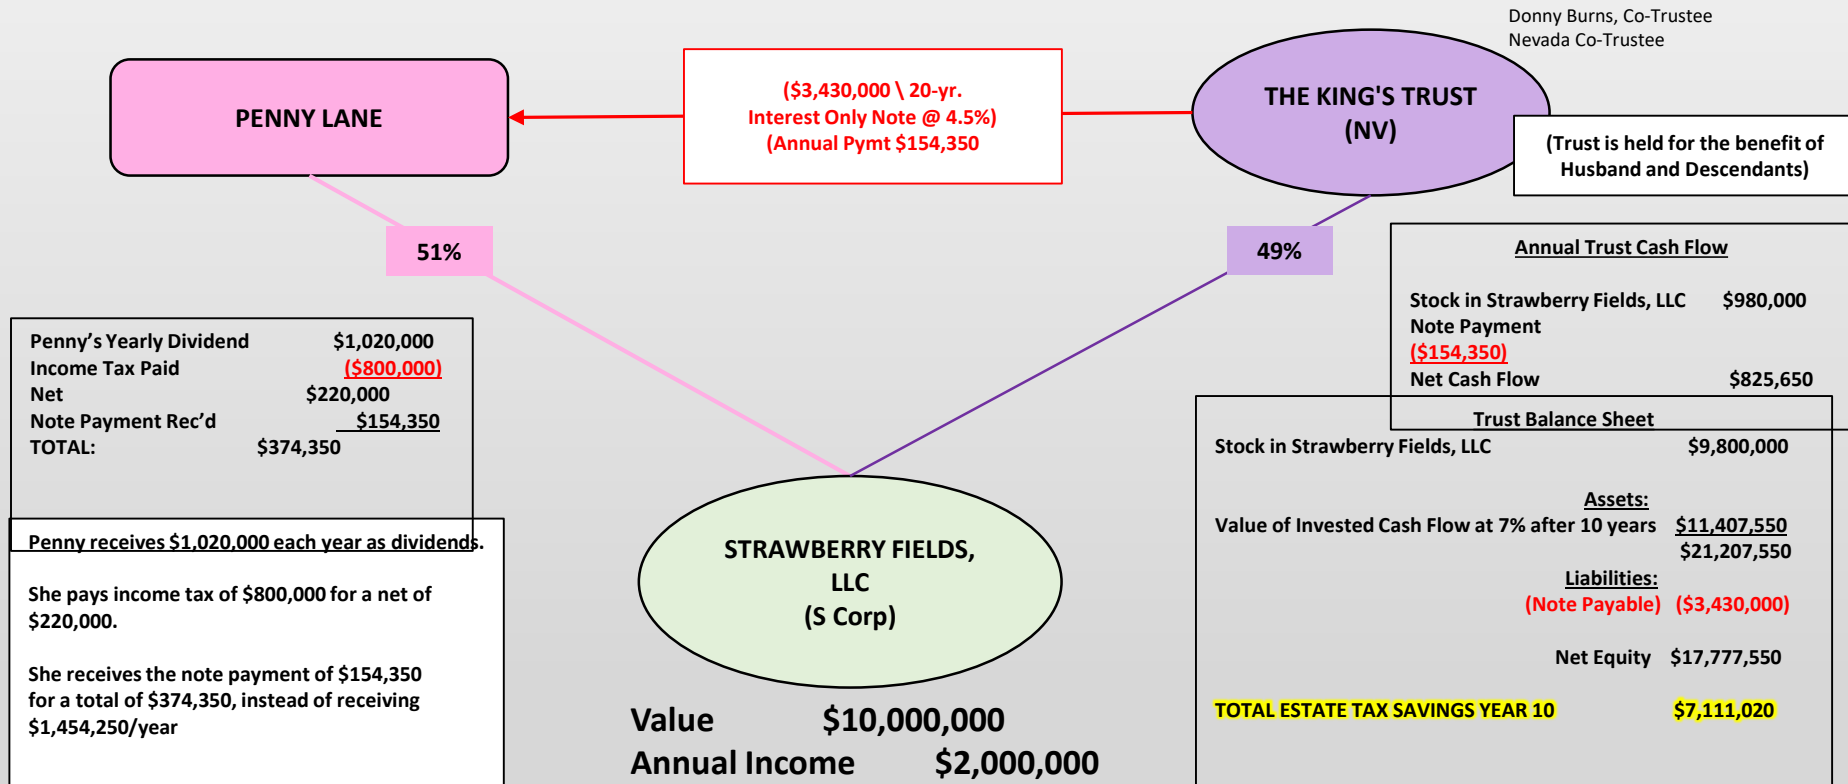 Donny Burns, Co-Trustee
Nevada Co-Trustee
PENNY LANE
($3,430,000 \ 20-yr.
Interest Only Note @ 4.5%)
(Annual Pymt $154,350
THE KING'S TRUST
(NV)
(Trust is held for the benefit of
Husband and Descendants)
51%
49%
Annual Trust Cash Flow
Stock in Strawberry Fields, LLC $980,000
Note Payment
($154,350)
Net Cash Flow $825,650
Penny’s Yearly Dividend $1,020,000
Income Tax Paid ($800,000)
Net $220,000
Note Payment Rec’d $154,350
TOTAL: $374,350
Trust Balance Sheet
Stock in Strawberry Fields, LLC $9,800,000
Assets:
Value of Invested Cash Flow at 7% after 10 years $11,407,550
$21,207,550
Liabilities:
(Note Payable) ($3,430,000)
Net Equity $17,777,550
TOTAL ESTATE TAX SAVINGS YEAR 10 $7,111,020
Penny receives $1,020,000 each year as dividends.
She pays income tax of $800,000 for a net of
$220,000.
She receives the note payment of $154,350
for a total of $374,350, instead of receiving
$1,454,250/year
STRAWBERRY FIELDS,
LLC
(S Corp)
Value $10,000,000
Annual Income $2,000,000